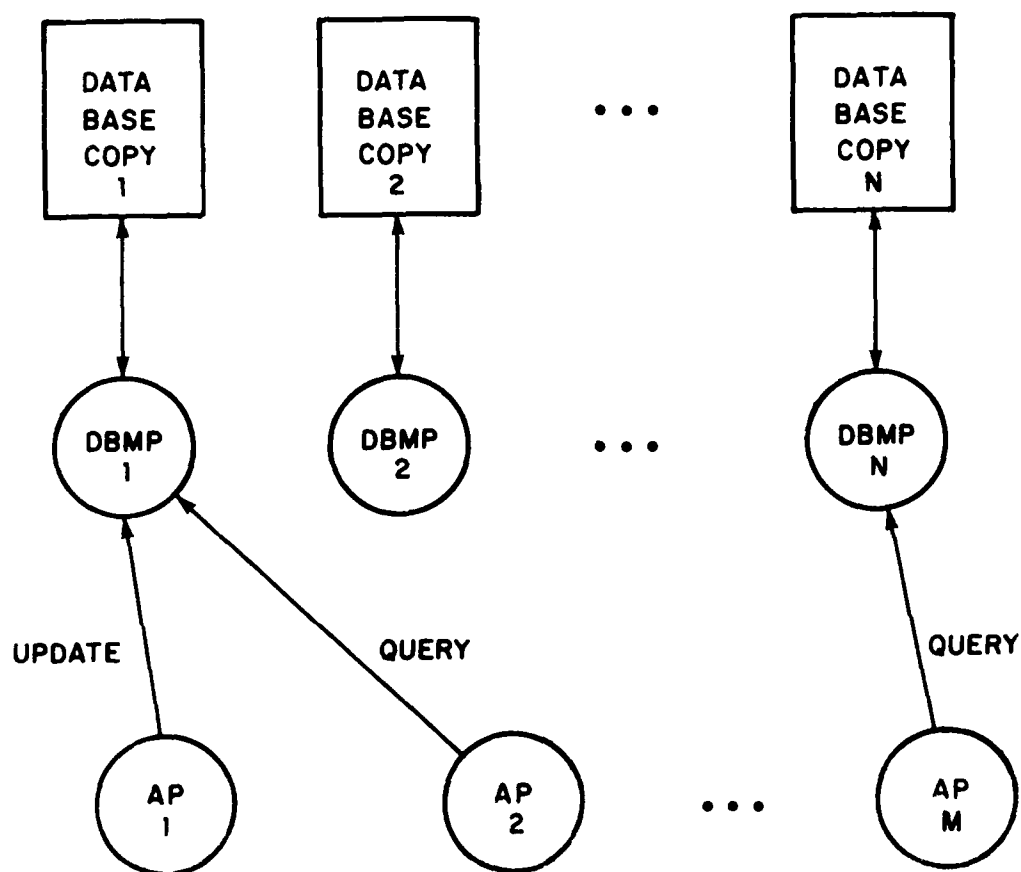 DATA
BASE
COPY
1
DATA
BASE
COPY
2
DATA
BASE
COPY
N
DBMP
1
DBMP
2
DBMP
N
UPDATE
QUERY
QUERY
AP
1
AP
2
AP
M